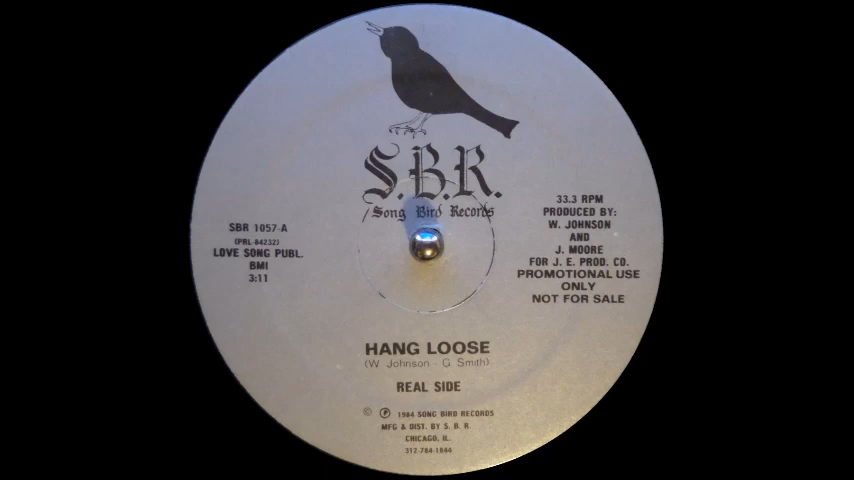 S.B.R.
Song Bird Records
SBR 1057-A
(PRL-84232)
LOVE SONG PUBL.
BMI
3:11
33.3 RPM
PRODUCED BY:
W. JOHNSON
AND
J. MOORE
FOR J. E. PROD. CO.
PROMOTIONAL USE
ONLY
NOT FOR SALE
HANG LOOSE
(W. Johnson - G. Smith)
REAL SIDE
© ℗ 1984 SONG BIRD RECORDS
MFG & DIST. BY S. B. R.
CHICAGO, IL.
312-784-1844